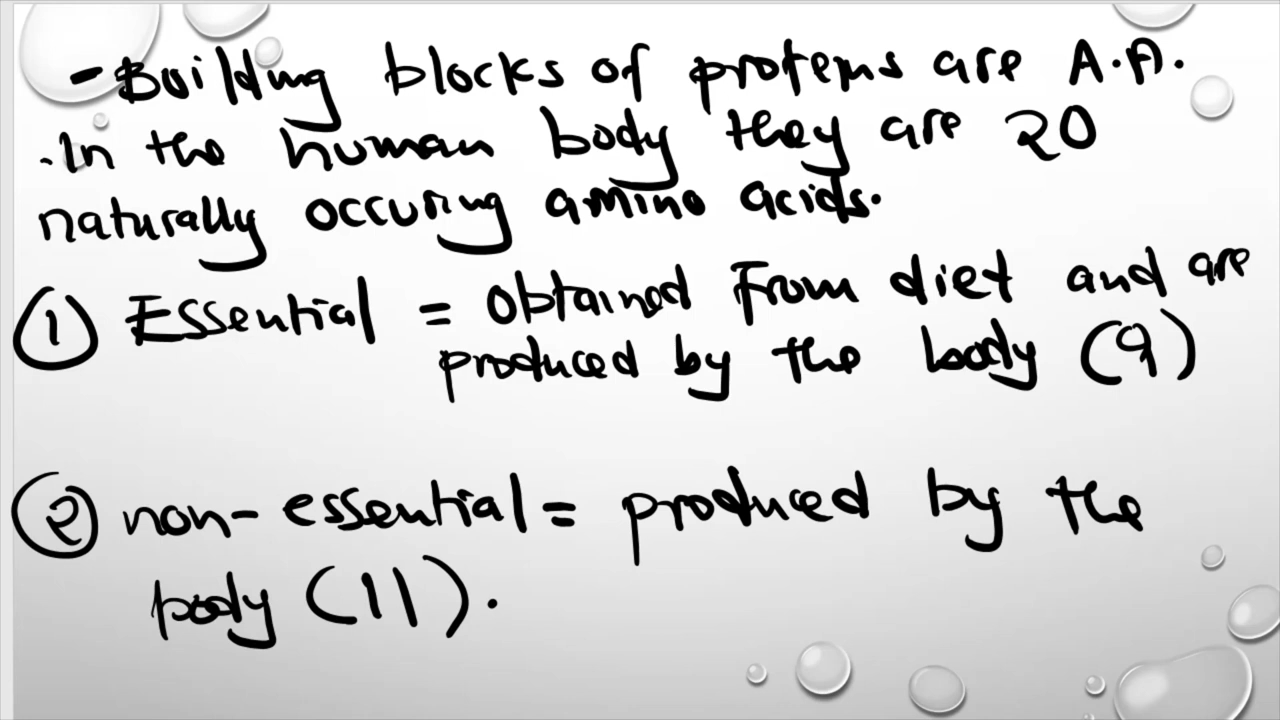 - Building blocks of proteins are A.A.
.In the human body they are 20
naturally occuring amino acids.
① Essential = obtained From diet and are
produced by the body (9)
② non-essential = produced by the
body (11).